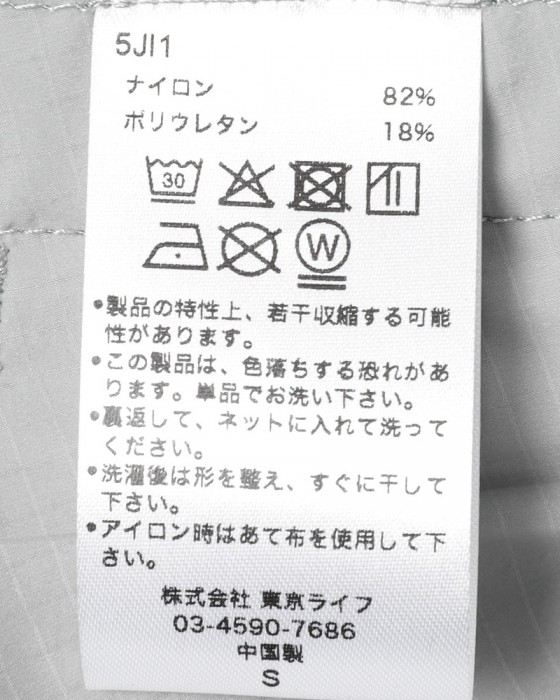 5JI1
ナイロン 82%
ポリウレタン 18%
30
W
•製品の特性上、若干収縮する可能
性があります。
•この製品は、色落ちする恐れがあ
ります。単品でお洗い下さい。
•裏返して、ネットに入れて洗って
ください。
•洗濯後は形を整え、すぐに干して
下さい。
•アイロン時はあて布を使用して下
さい。
株式会社 東京ライフ
03-4590-7686
中国製
S